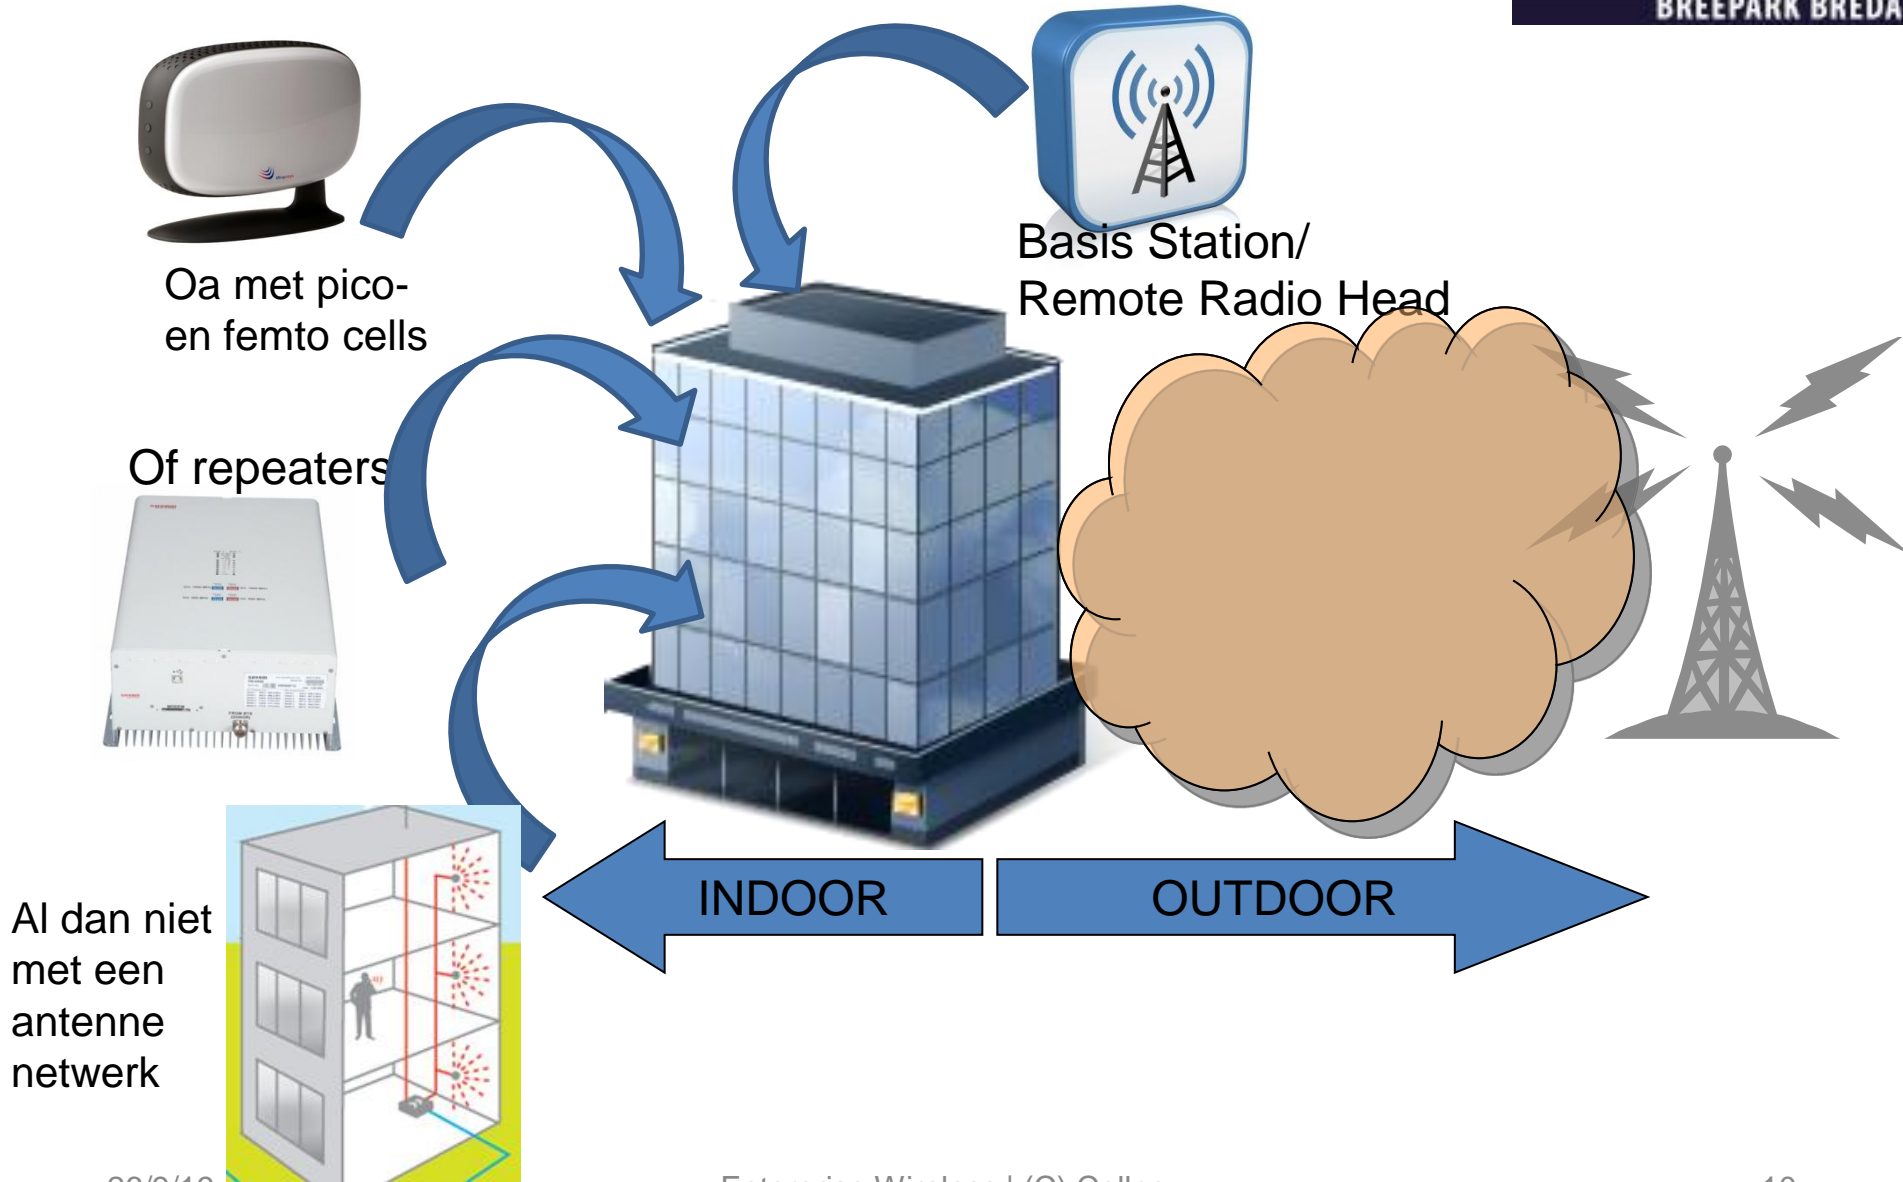 BREEPARK BREDA
Oa met pico-
en femto cells
Basis Station/
Remote Radio Head
Of repeaters
INDOOR
OUTDOOR
Al dan niet
met een
antenne
netwerk